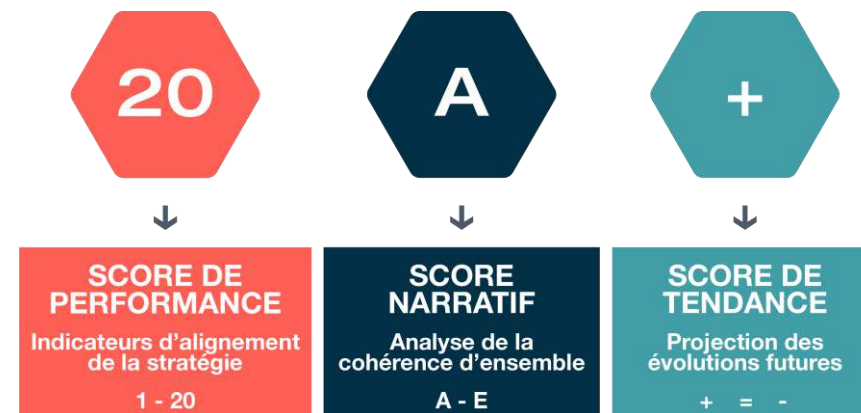 20
A
+
SCORE DE
PERFORMANCE
Indicateurs d'alignement
de la stratégie
1 - 20
SCORE
NARRATIF
Analyse de la
cohérence d'ensemble
A - E
SCORE DE
TENDANCE
Projection des
évolutions futures
+ = -